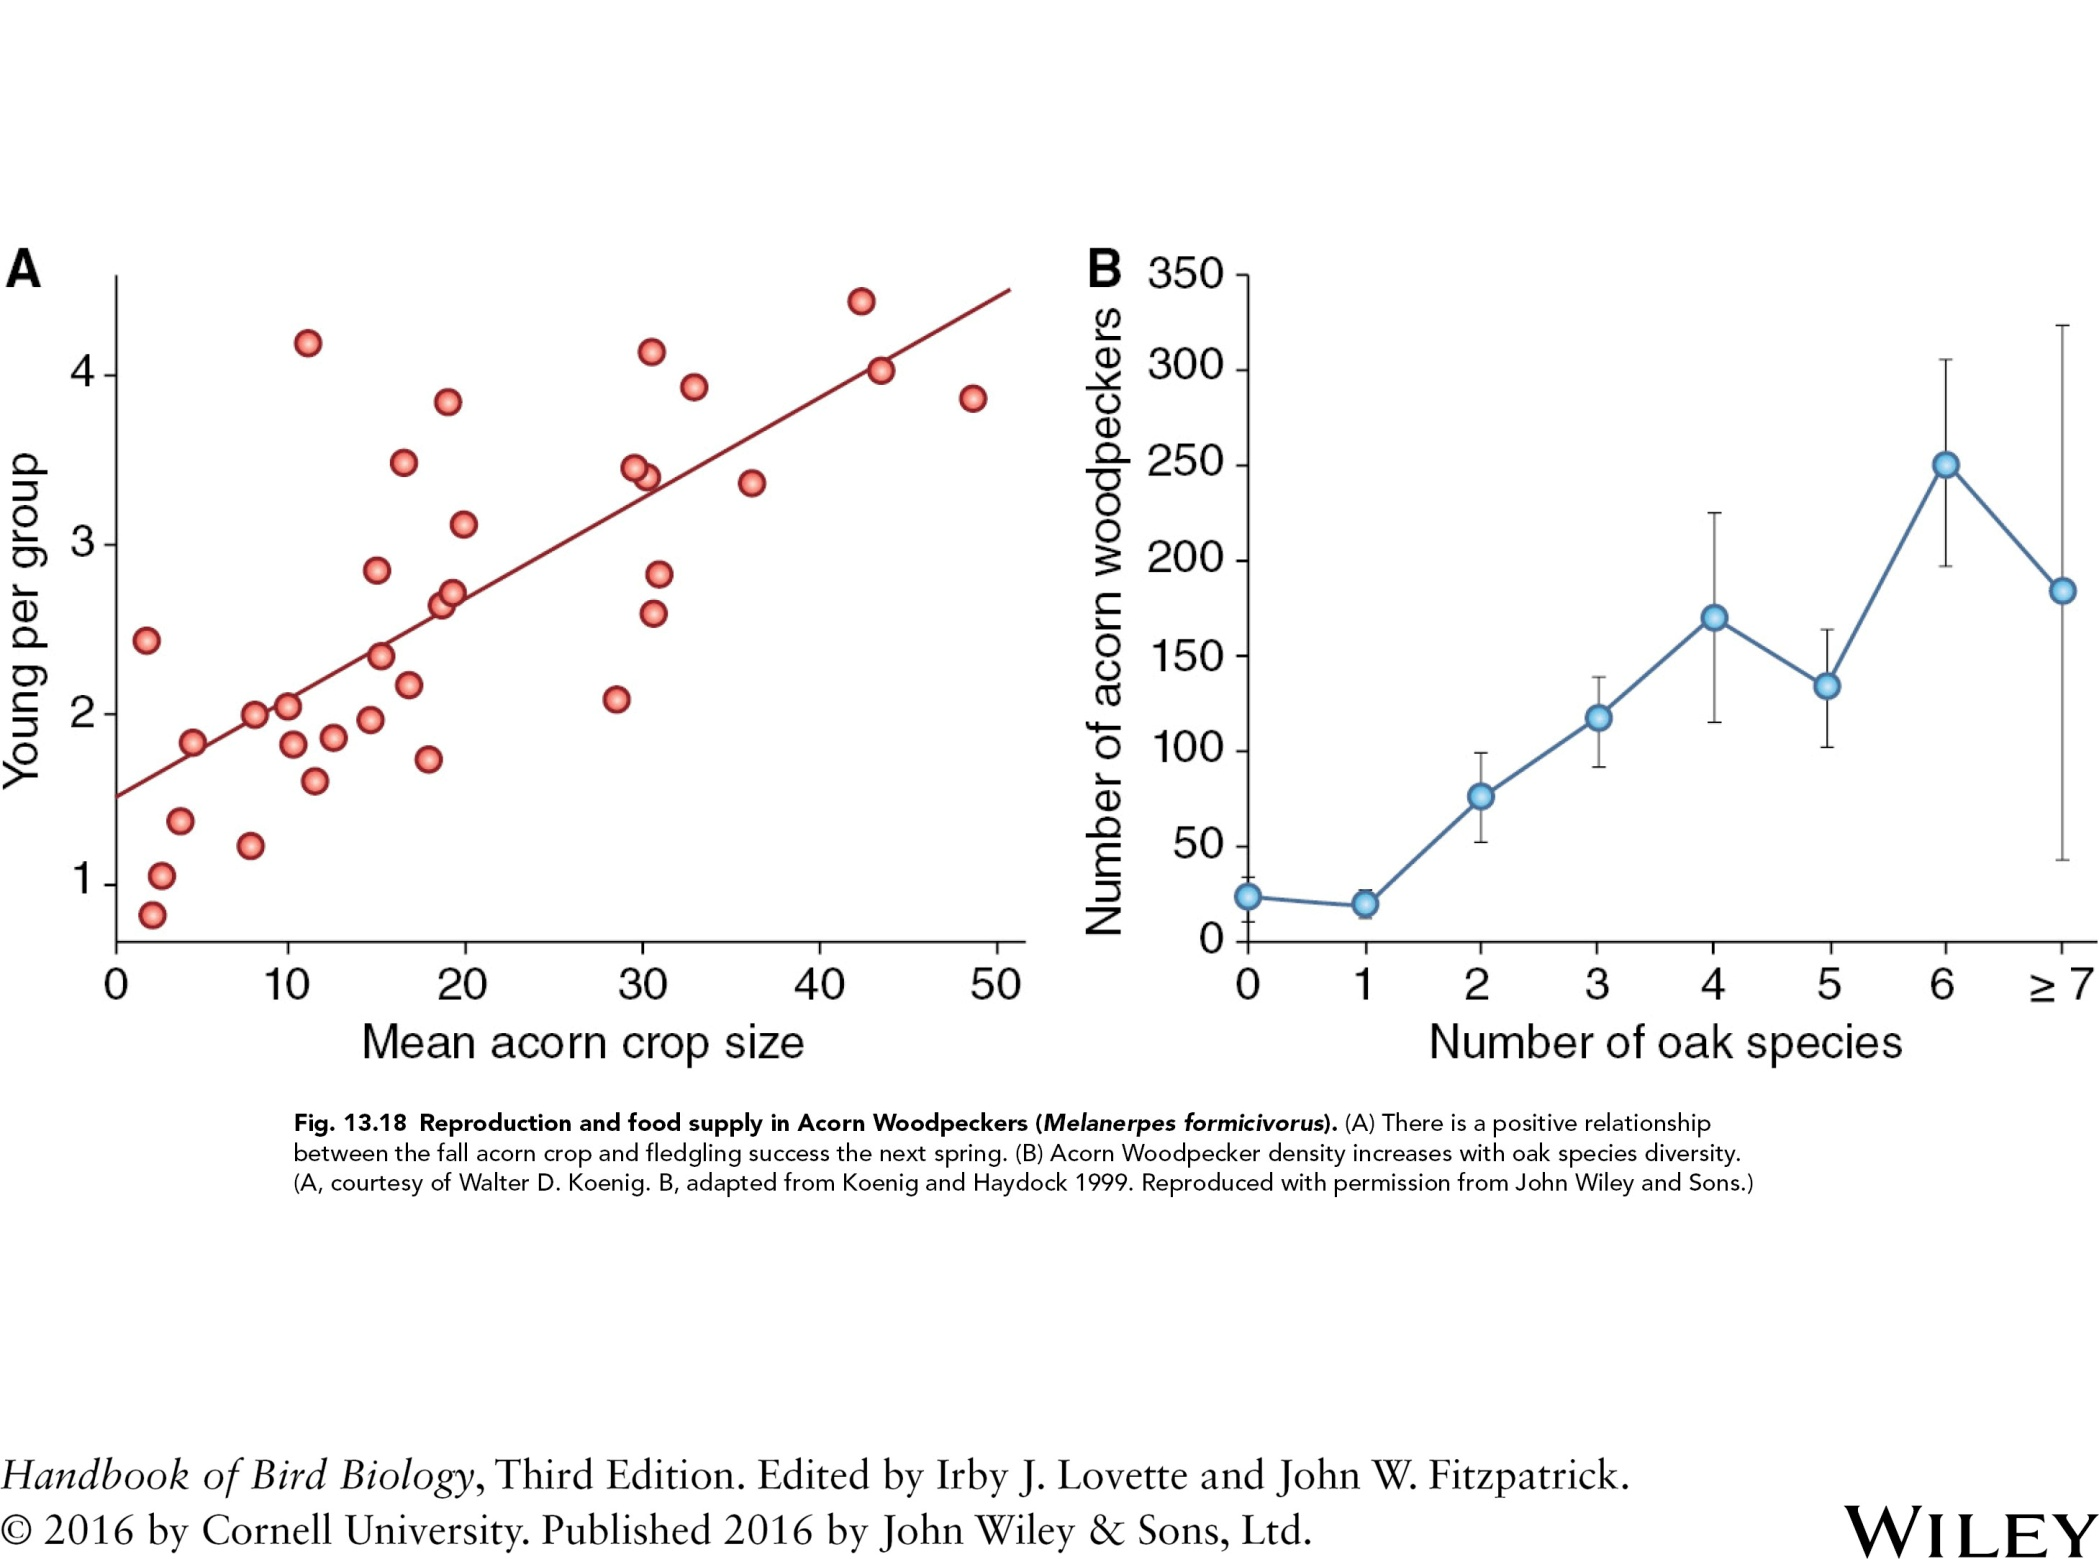 A
Young per group
4
3
2
1
0 10 20 30 40 50
Mean acorn crop size
B
Number of acorn woodpeckers
350
300
250
200
150
100
50
0
0 1 2 3 4 5 6 ≥ 7
Number of oak species
Fig. 13.18 Reproduction and food supply in Acorn Woodpeckers (Melanerpes formicivorus). (A) There is a positive relationship
between the fall acorn crop and fledgling success the next spring. (B) Acorn Woodpecker density increases with oak species diversity.
(A, courtesy of Walter D. Koenig. B, adapted from Koenig and Haydock 1999. Reproduced with permission from John Wiley and Sons.)
Handbook of Bird Biology, Third Edition. Edited by Irby J. Lovette and John W. Fitzpatrick.
© 2016 by Cornell University. Published 2016 by John Wiley & Sons, Ltd.
WILEY